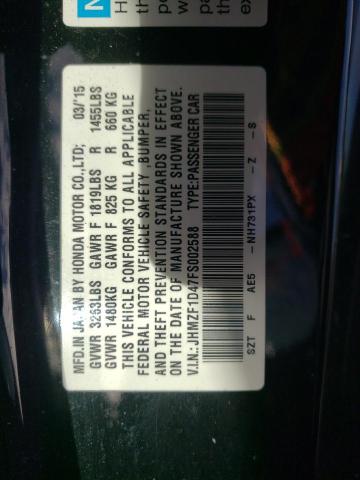 MFD.IN JAPAN BY HONDA MOTOR CO.,LTD; 03/'15
GVWR 3263LBS GAWR F 1819LBS R 1455LBS
GVWR 1480KG GAWR F 825 KG R 660 KG
THIS VEHICLE CONFORMS TO ALL APPLICABLE
FEDERAL MOTOR VEHICLE SAFETY ,BUMPER,
AND THEFT PREVENTION STANDARDS IN EFFECT
ON THE DATE OF MANUFACTURE SHOWN ABOVE.
V.I.N.:JHMZF1D47FS002588 TYPE:PASSENGER CAR
SZT F AE5 -NH731PX -Z -S